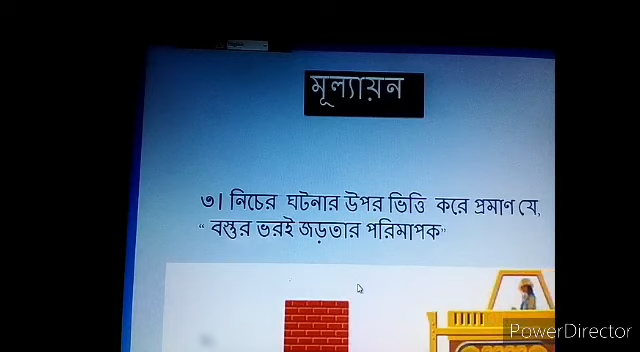 মূল্যায়ন
৩। নিচের ঘটনার উপর ভিত্তি করে প্রমাণ যে,
“ বস্তুর ভরই জড়তার পরিমাপক”
PowerDirector